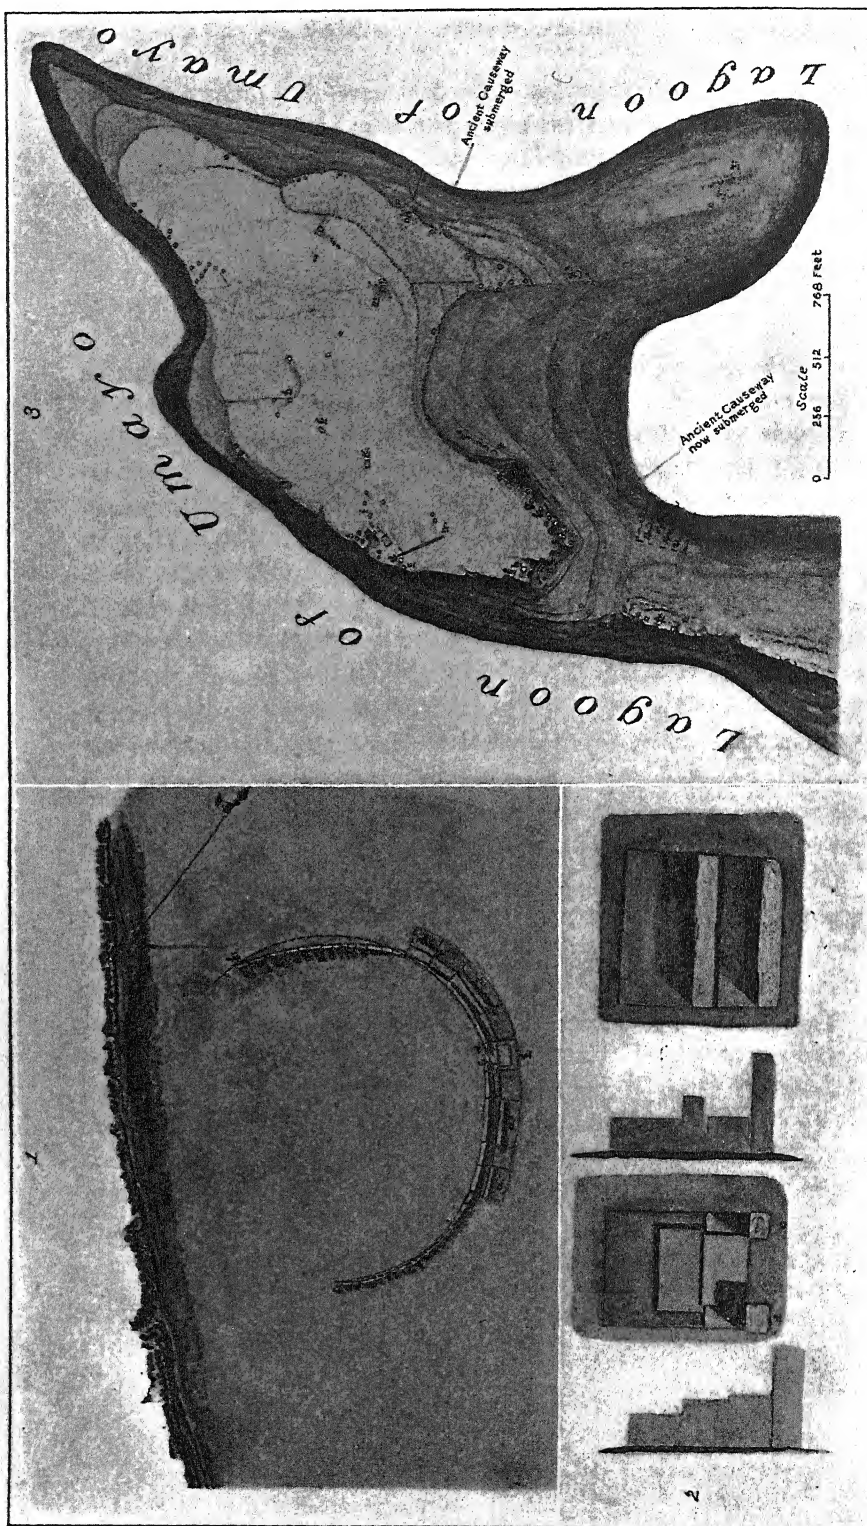 1
2
3
Lagoon of Umayo
Lagoon of Umayo
Ancient Causeway
submerged
Ancient Causeway
now submerged
Scale
0 256 512 768 Feet